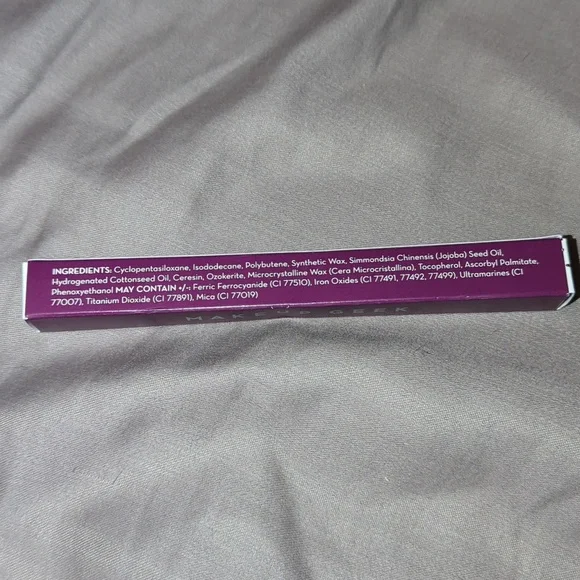 INGREDIENTS: Cyclopentasiloxane, Isododecane, Polybutene, Synthetic Wax, Simmondsia Chinensis (Jojoba) Seed Oil,
Hydrogenated Cottonseed Oil, Ceresin, Ozokerite, Microcrystalline Wax (Cera Microcristallina), Tocopherol, Ascorbyl Palmitate,
Phenoxyethanol MAY CONTAIN +/-: Ferric Ferrocyanide (CI 77510), Iron Oxides (CI 77491, 77492, 77499), Ultramarines (CI
77007), Titanium Dioxide (CI 77891), Mica (CI 77019)
MAKEUP GEEK